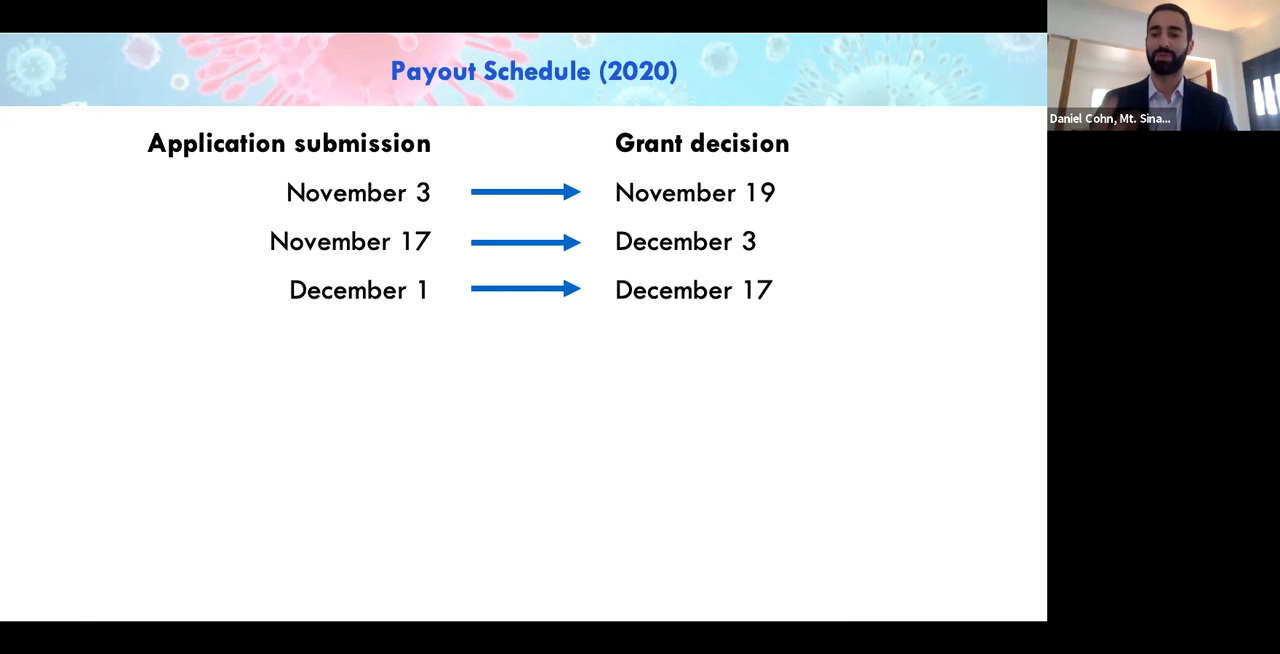 Payout Schedule (2020)
Application submission Grant decision
November 3 November 19
November 17 December 3
December 1 December 17
Daniel Cohn, Mt. Sina...